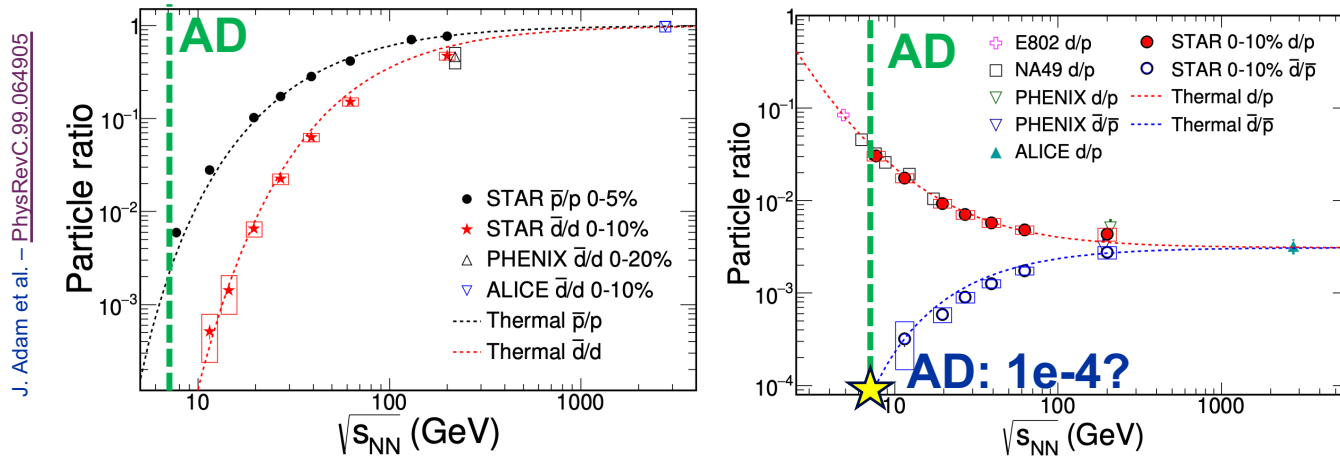 J. Adam et al. – PhysRevC.99.064905
Particle ratio
1
10⁻¹
10⁻²
10⁻³
AD
STAR p̅/p 0-5%
STAR d̅/d 0-10%
PHENIX d̅/d 0-20%
ALICE d̅/d 0-10%
Thermal p̅/p
Thermal d̅/d
10 100 1000
√sNN (GeV)
Particle ratio
1
10⁻¹
10⁻²
10⁻³
10⁻⁴
AD
E802 d/p
NA49 d/p
PHENIX d/p
PHENIX d̅/p̅
STAR 0-10% d/p
STAR 0-10% d̅/p̅
Thermal d/p
Thermal d̅/p̅
ALICE d/p
AD: 1e-4?
10 100 1000
√sNN (GeV)